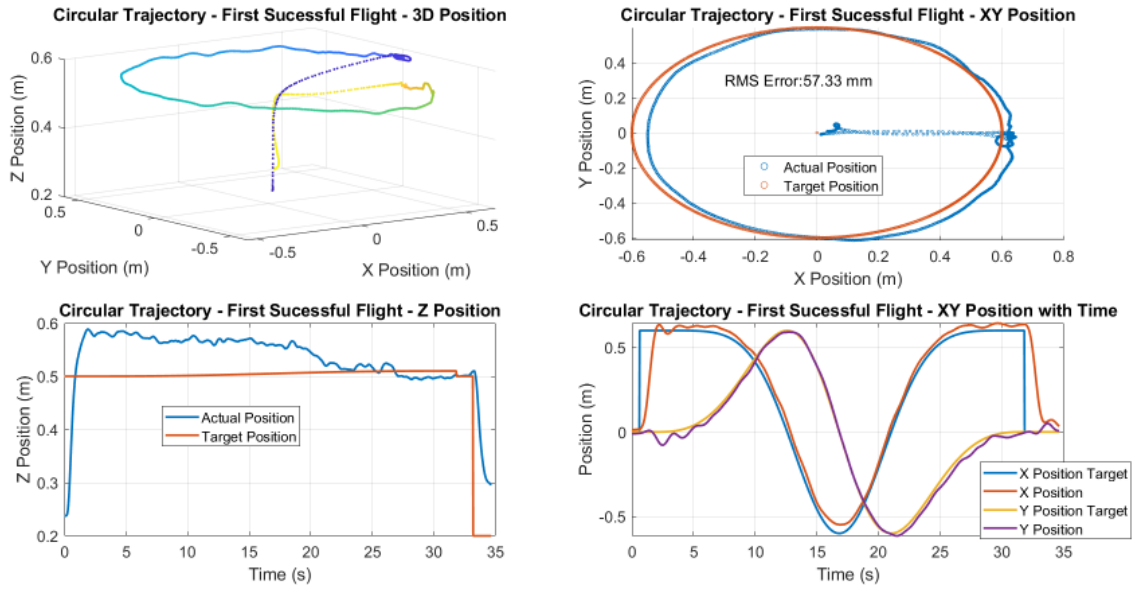 Circular Trajectory - First Sucessful Flight - 3D Position
0.6
0.4
0.2
Z Position (m)
0.5
0
-0.5
Y Position (m)
-0.5
0
0.5
X Position (m)
Circular Trajectory - First Sucessful Flight - XY Position
RMS Error:57.33 mm
0.4
0.2
0
-0.2
-0.4
-0.6
Y Position (m)
Actual Position
Target Position
-0.6 -0.4 -0.2 0 0.2 0.4 0.6 0.8
X Position (m)
Circular Trajectory - First Sucessful Flight - Z Position
0.6
0.5
0.4
0.3
0.2
Z Position (m)
Actual Position
Target Position
0 5 10 15 20 25 30 35
Time (s)
Circular Trajectory - First Sucessful Flight - XY Position with Time
0.5
0
-0.5
Position (m)
X Position Target
X Position
Y Position Target
Y Position
0 5 10 15 20 25 30 35
Time (s)